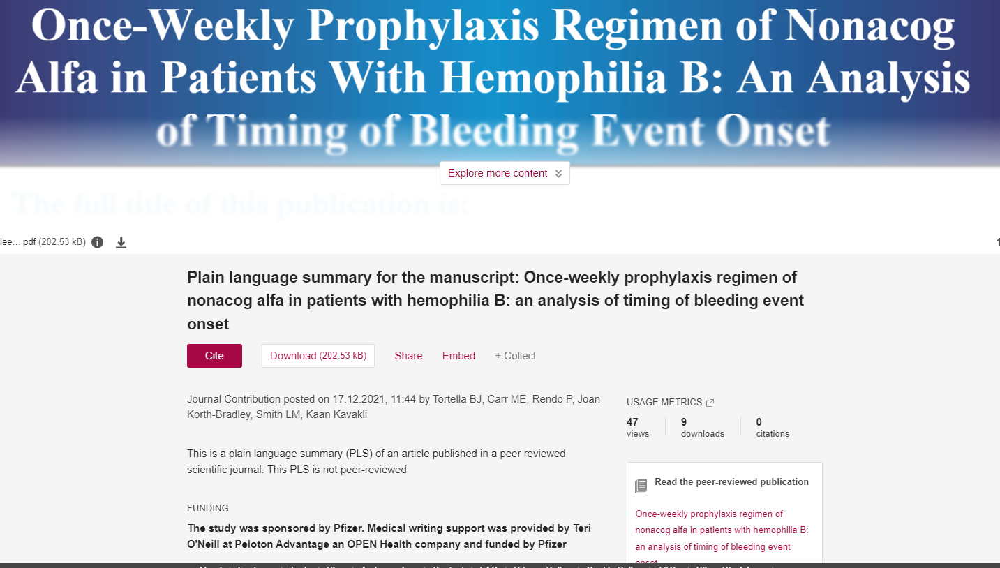 Once-Weekly Prophylaxis Regimen of Nonacog
Alfa in Patients With Hemophilia B: An Analysis
of Timing of Bleeding Event Onset
Explore more content
The full title of this publication is:
lee... pdf (202.53 kB)
1
Plain language summary for the manuscript: Once-weekly prophylaxis regimen of
nonacog alfa in patients with hemophilia B: an analysis of timing of bleeding event
onset
Cite
Download (202.53 kB)
Share
Embed
+ Collect
Journal Contribution posted on 17.12.2021, 11:44 by Tortella BJ, Carr ME, Rendo P, Joan
Korth-Bradley, Smith LM, Kaan Kavakli
This is a plain language summary (PLS) of an article published in a peer reviewed
scientific journal. This PLS is not peer-reviewed
FUNDING
The study was sponsored by Pfizer. Medical writing support was provided by Teri
O'Neill at Peloton Advantage an OPEN Health company and funded by Pfizer
USAGE METRICS
47
views
9
downloads
0
citations
Read the peer-reviewed publication
Once-weekly prophylaxis regimen of
nonacog alfa in patients with hemophilia B:
an analysis of timing of bleeding event
onset